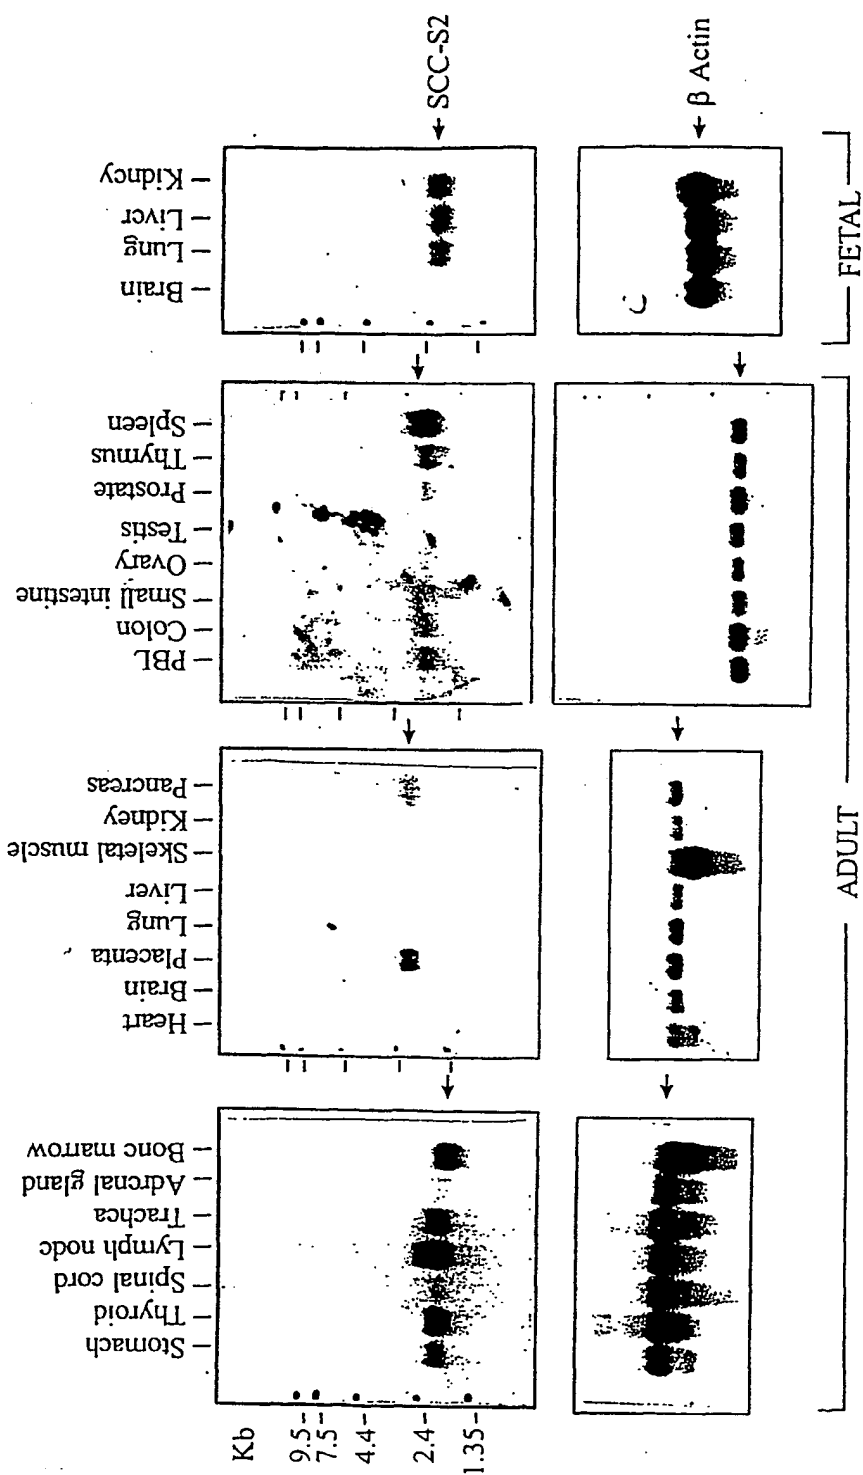 Kb
9.5-
7.5-
4.4-
2.4-
1.35-
Stomach
Thyroid
Spinal cord
Lymph node
Trachea
Adrenal gland
Bone marrow
Heart
Brain
Placenta
Lung
Liver
Skeletal muscle
Kidney
Pancreas
PBL
Colon
Small intestine
Ovary
Testis
Prostate
Thymus
Spleen
Brain
Lung
Liver
Kidney
SCC-S2
β Actin
ADULT
FETAL